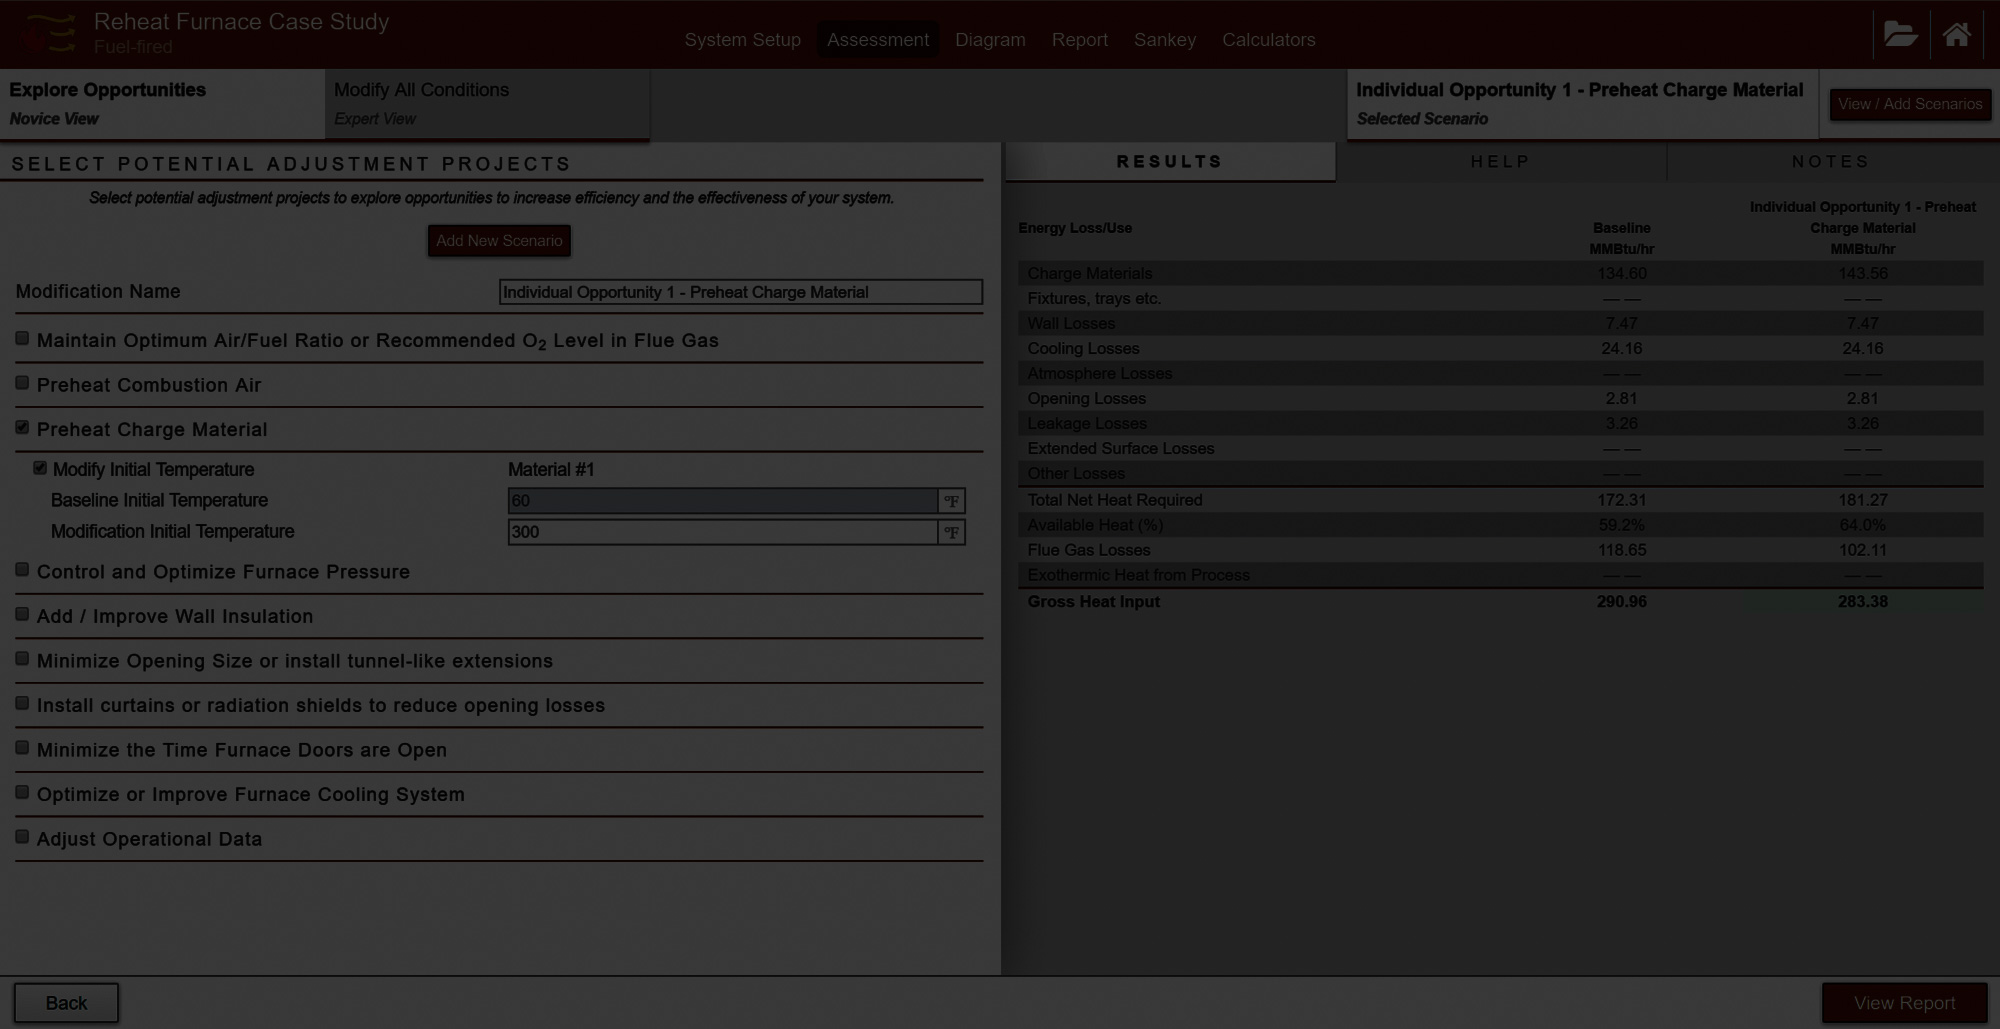 Reheat Furnace Case Study
Fuel-fired
System Setup Assessment Diagram Report Sankey Calculators
Explore Opportunities
Novice View
Modify All Conditions
Expert View
Individual Opportunity 1 - Preheat Charge Material
Selected Scenario
View / Add Scenarios
SELECT POTENTIAL ADJUSTMENT PROJECTS
Select potential adjustment projects to explore opportunities to increase efficiency and the effectiveness of your system.
Add New Scenario
Modification Name Individual Opportunity 1 - Preheat Charge Material
Maintain Optimum Air/Fuel Ratio or Recommended O2 Level in Flue Gas
Preheat Combustion Air
Preheat Charge Material
Modify Initial Temperature Material #1
Baseline Initial Temperature 60 °F
Modification Initial Temperature 300 °F
Control and Optimize Furnace Pressure
Add / Improve Wall Insulation
Minimize Opening Size or install tunnel-like extensions
Install curtains or radiation shields to reduce opening losses
Minimize the Time Furnace Doors are Open
Optimize or Improve Furnace Cooling System
Adjust Operational Data
RESULTS HELP NOTES
Individual Opportunity 1 - Preheat
Energy Loss/Use Baseline Charge Material
MMBtu/hr MMBtu/hr
Charge Materials 134.60 143.56
Fixtures, trays etc. — — — —
Wall Losses 7.47 7.47
Cooling Losses 24.16 24.16
Atmosphere Losses — — — —
Opening Losses 2.81 2.81
Leakage Losses 3.26 3.26
Extended Surface Losses — — — —
Other Losses — — — —
Total Net Heat Required 172.31 181.27
Available Heat (%) 59.2% 64.0%
Flue Gas Losses 118.65 102.11
Exothermic Heat from Process — — — —
Gross Heat Input 290.96 283.38
Back
View Report